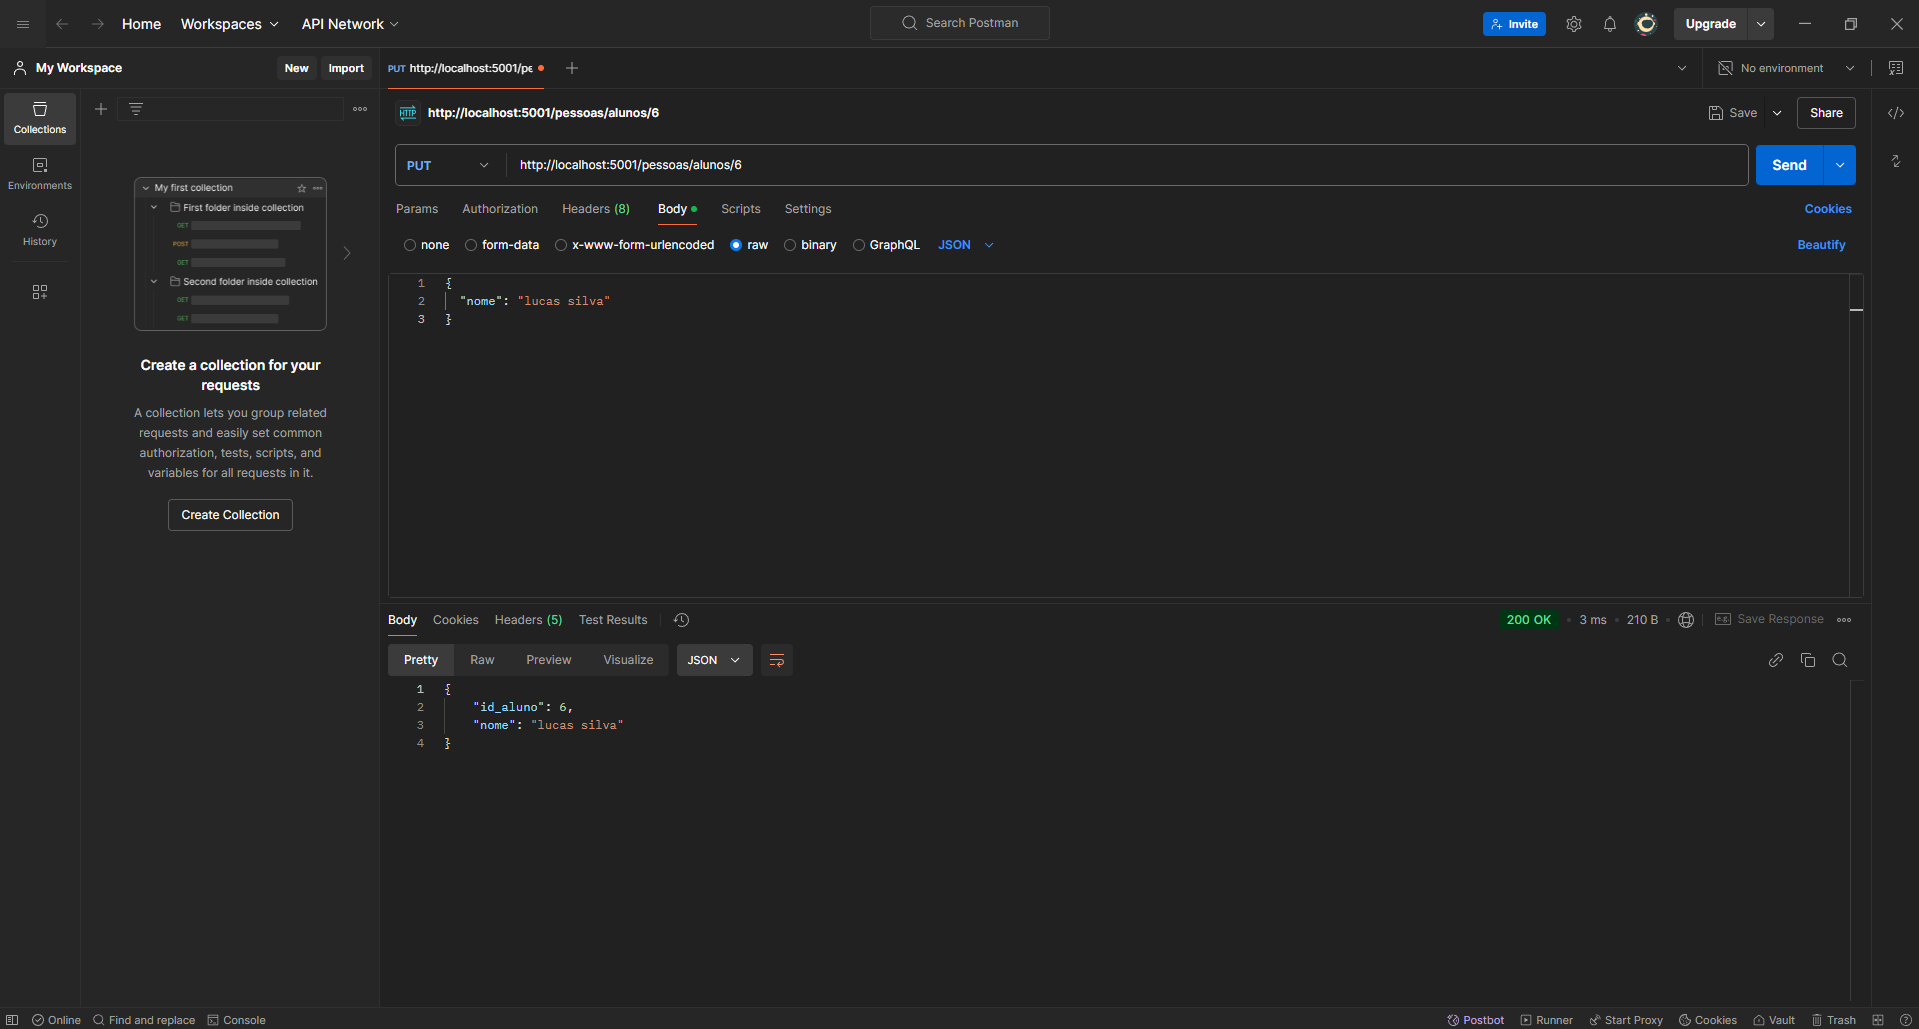 Home Workspaces API Network Search Postman Invite Upgrade
My Workspace New Import PUT http://localhost:5001/pe No environment
Collections
Environments
History
My first collection
First folder inside collection
GET
POST
GET
Second folder inside collection
GET
GET
Create a collection for your
requests
A collection lets you group related
requests and easily set common
authorization, tests, scripts, and
variables for all requests in it.
Create Collection
HTTP http://localhost:5001/pessoas/alunos/6 Save Share
PUT http://localhost:5001/pessoas/alunos/6 Send
Params Authorization Headers (8) Body Scripts Settings Cookies
none form-data x-www-form-urlencoded raw binary GraphQL JSON Beautify
1 {
2 "nome": "lucas silva"
3 }
Body Cookies Headers (5) Test Results 200 OK 3 ms 210 B e.g. Save Response
Pretty Raw Preview Visualize JSON
1 {
2 "id_aluno": 6,
3 "nome": "lucas silva"
4 }
Online Find and replace Console Postbot Runner Start Proxy Cookies Vault Trash